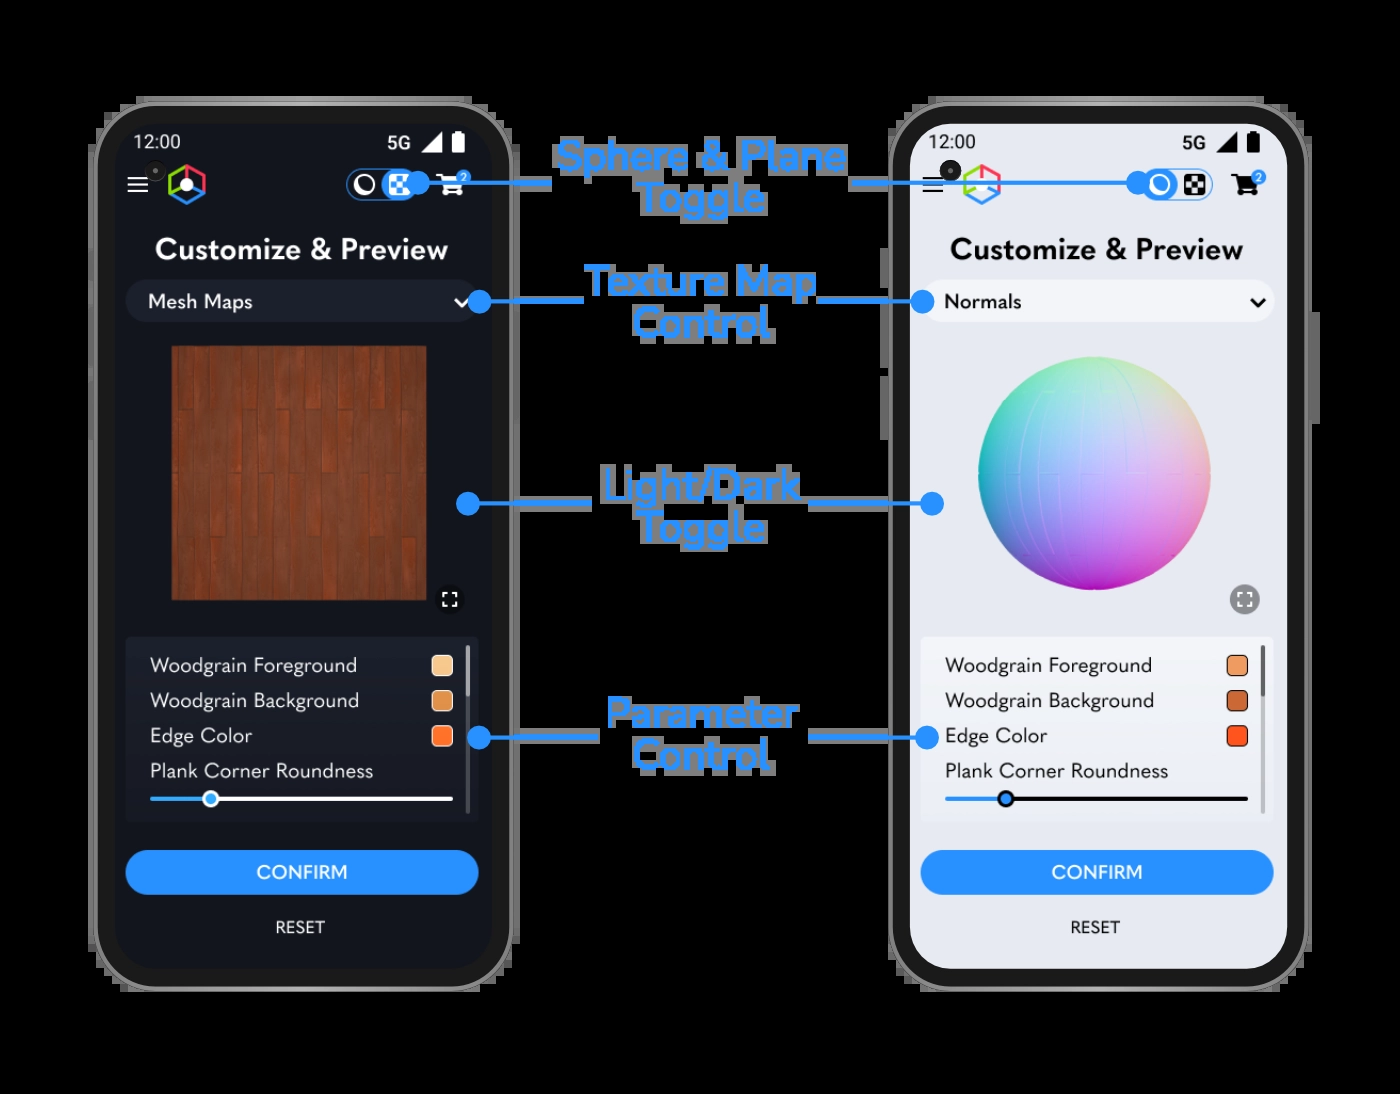 12:00
5G
2
Customize & Preview
Mesh Maps
Woodgrain Foreground
Woodgrain Background
Edge Color
Plank Corner Roundness
CONFIRM
RESET
Sphere & Plane
Toggle
Texture Map
Control
Light/Dark
Toggle
Parameter
Control
12:00
5G
2
Customize & Preview
Normals
Woodgrain Foreground
Woodgrain Background
Edge Color
Plank Corner Roundness
CONFIRM
RESET